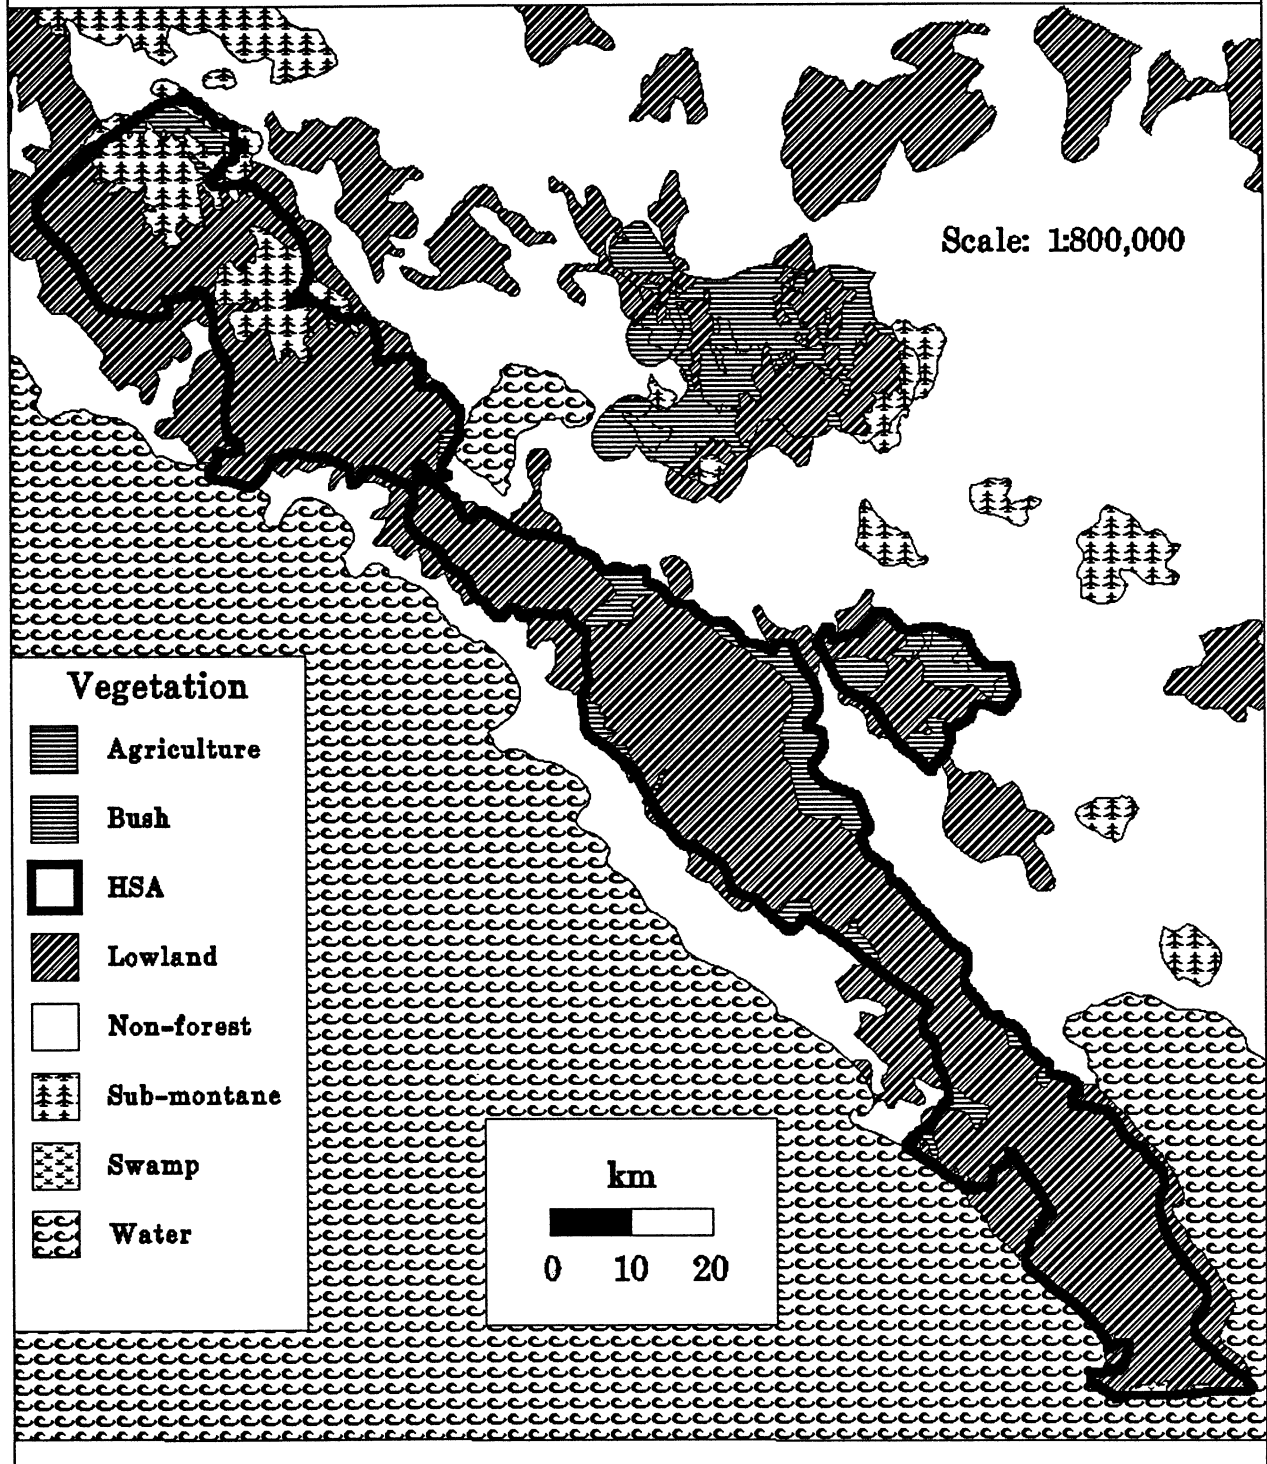 Scale: 1:800,000
Vegetation
Agriculture
Bush
HSA
Lowland
Non-forest
Sub-montane
Swamp
Water
km
0 10 20